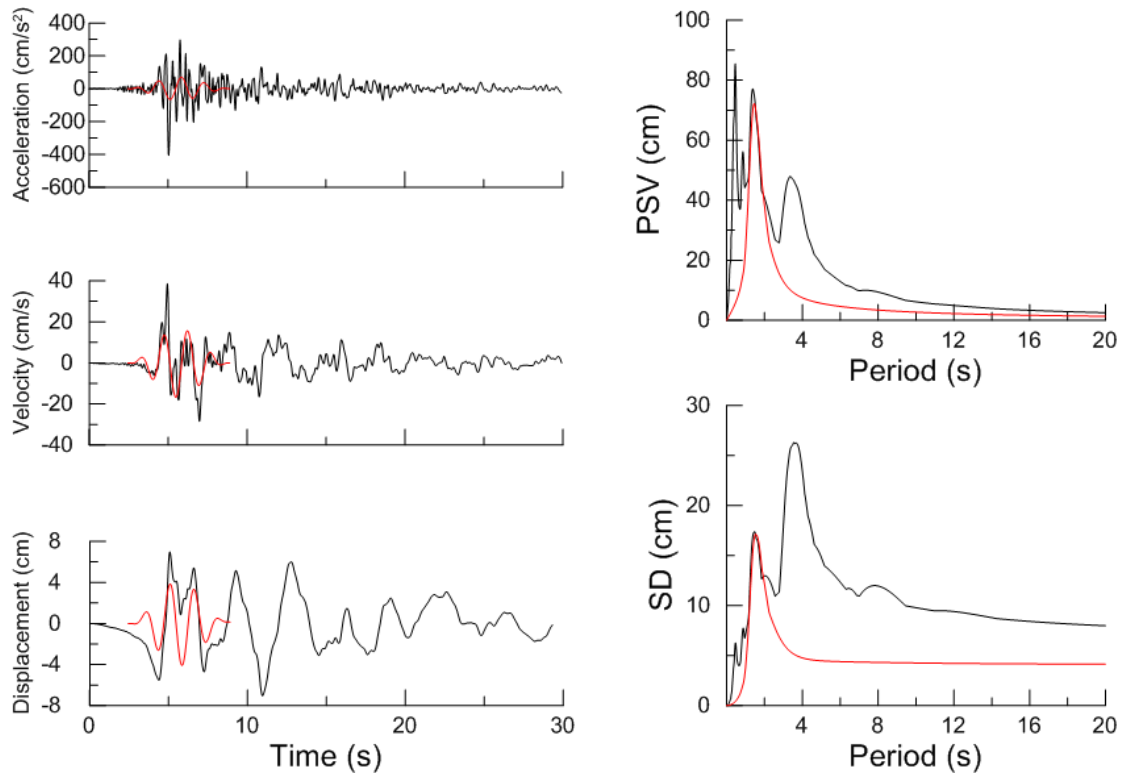 Acceleration (cm/s²)
400
200
0
-200
-400
-600
Velocity (cm/s)
40
20
0
-20
-40
Displacement (cm)
8
4
0
-4
-8
0 10 20 30
Time (s)
PSV (cm)
100
80
60
40
20
0
4 8 12 16 20
Period (s)
SD (cm)
30
20
10
0
4 8 12 16 20
Period (s)